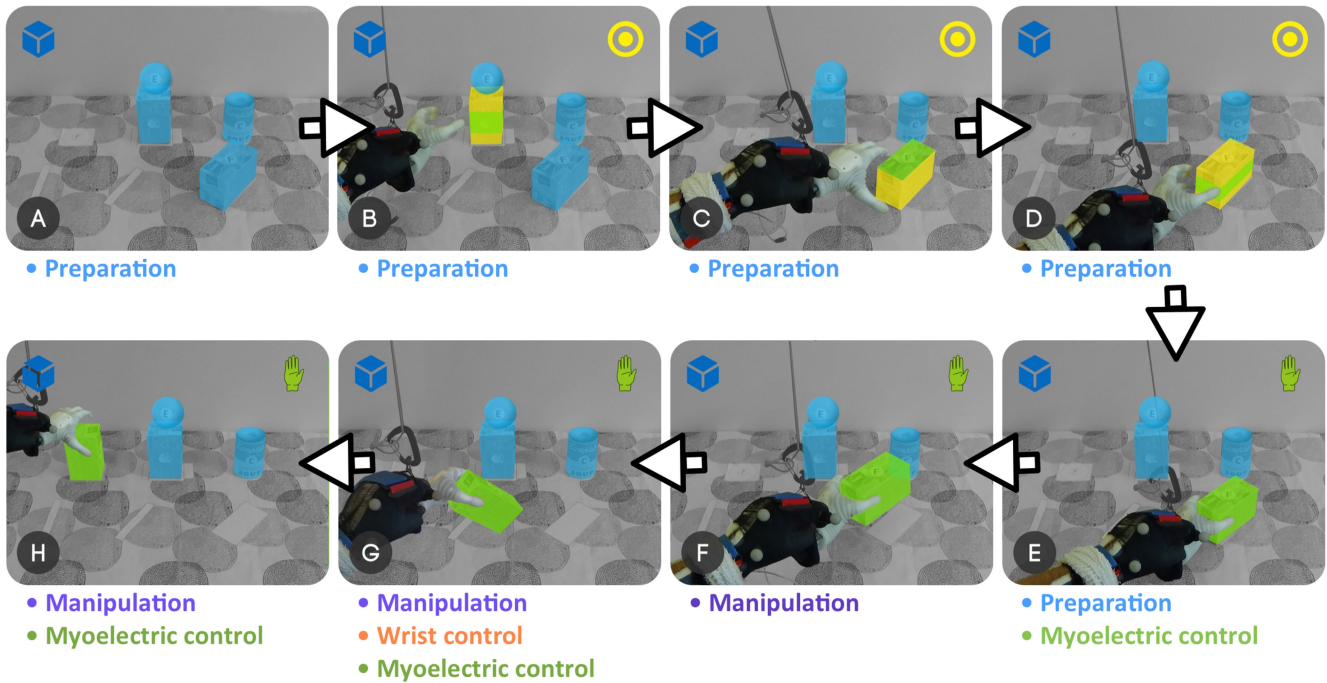 A
B
C
D
• Preparation
• Preparation
• Preparation
• Preparation
H
G
F
E
• Manipulation
• Myoelectric control
• Manipulation
• Wrist control
• Myoelectric control
• Manipulation
• Preparation
• Myoelectric control